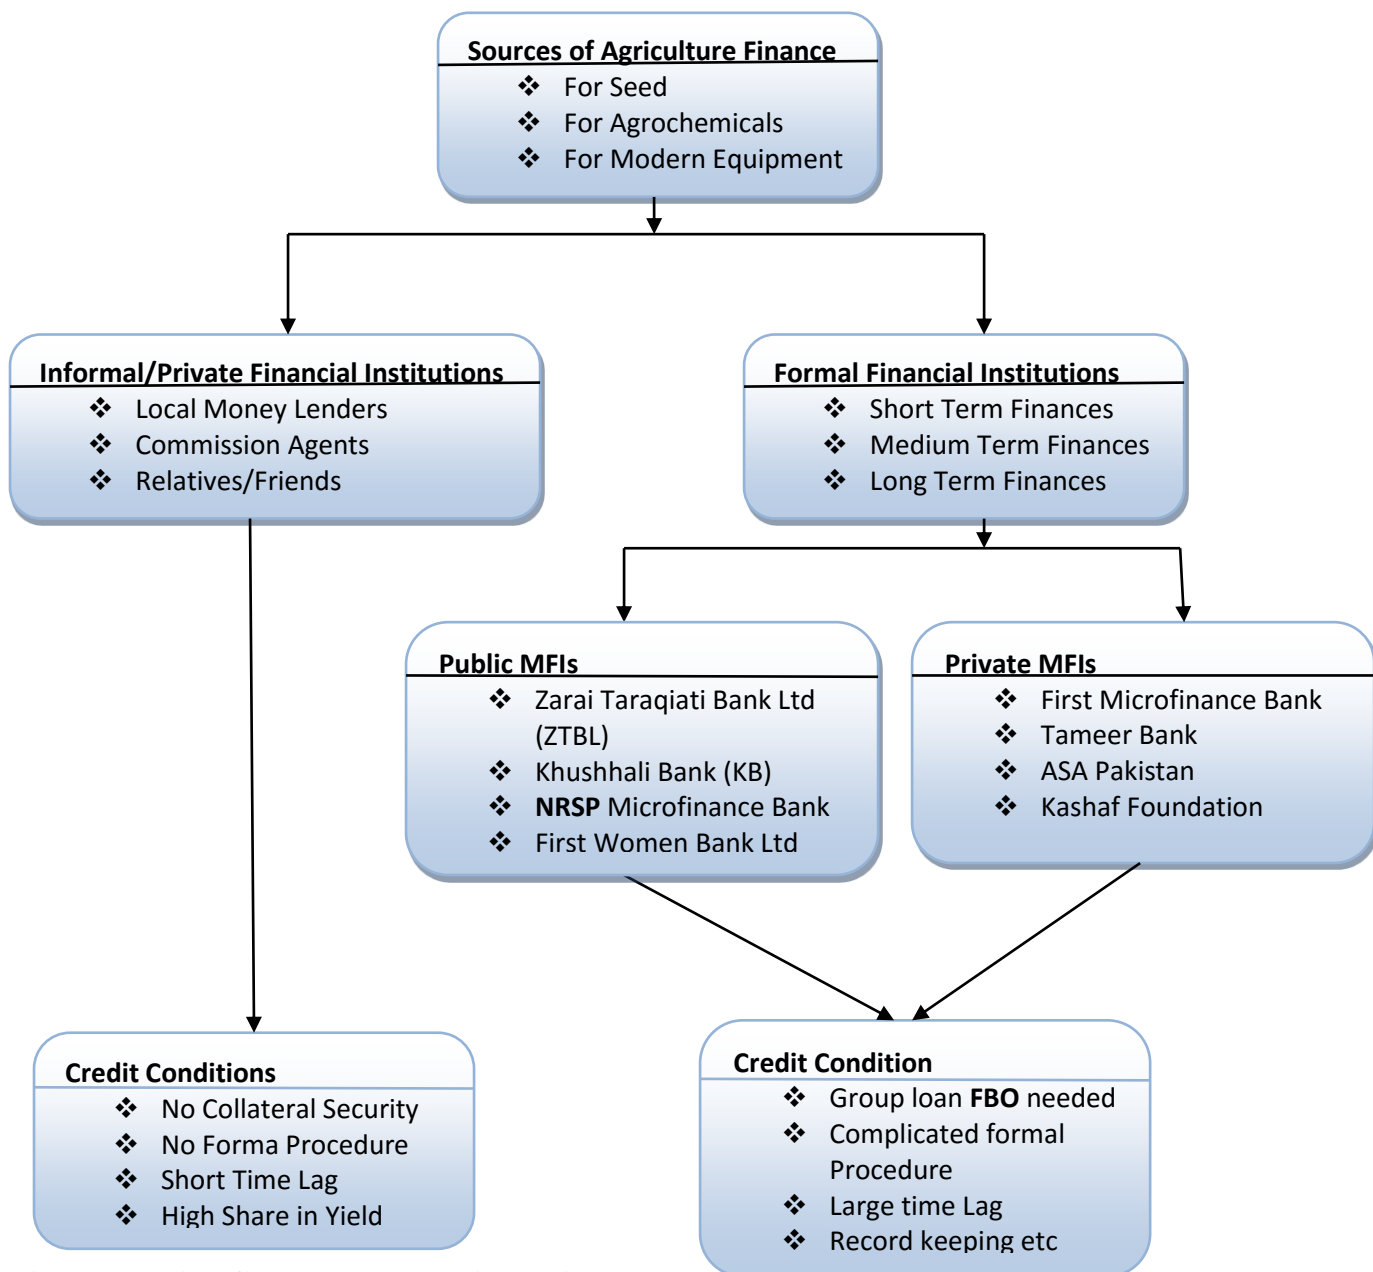 Sources of Agriculture Finance
❖ For Seed
❖ For Agrochemicals
❖ For Modern Equipment
Informal/Private Financial Institutions
❖ Local Money Lenders
❖ Commission Agents
❖ Relatives/Friends
Formal Financial Institutions
❖ Short Term Finances
❖ Medium Term Finances
❖ Long Term Finances
Public MFIs
❖ Zarai Taraqiati Bank Ltd
(ZTBL)
❖ Khushhali Bank (KB)
❖ NRSP Microfinance Bank
❖ First Women Bank Ltd
Private MFIs
❖ First Microfinance Bank
❖ Tameer Bank
❖ ASA Pakistan
❖ Kashaf Foundation
Credit Conditions
❖ No Collateral Security
❖ No Forma Procedure
❖ Short Time Lag
❖ High Share in Yield
Credit Condition
❖ Group loan FBO needed
❖ Complicated formal
Procedure
❖ Large time Lag
❖ Record keeping etc